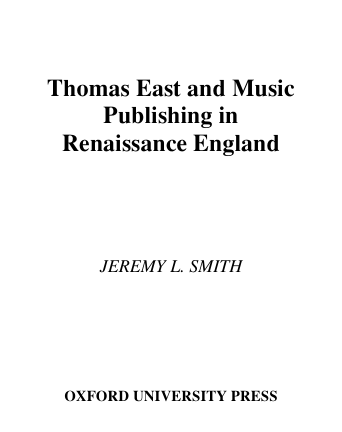 Thomas East and Music
Publishing in
Renaissance England
JEREMY L. SMITH
OXFORD UNIVERSITY PRESS